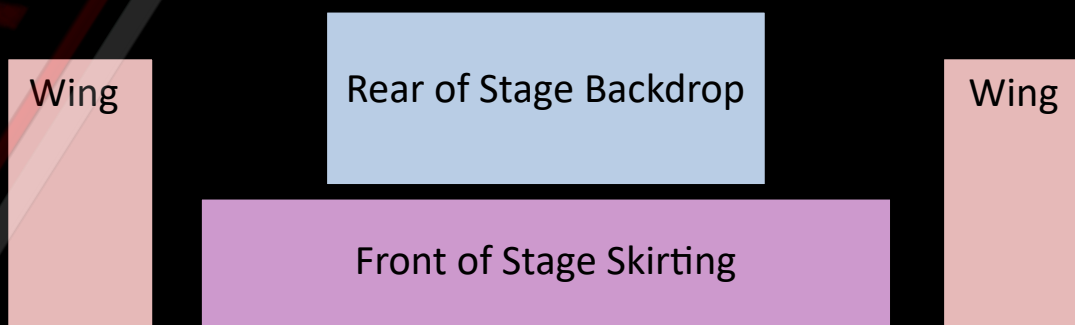 Rear of Stage Backdrop
Wing
Wing
Front of Stage Skirting